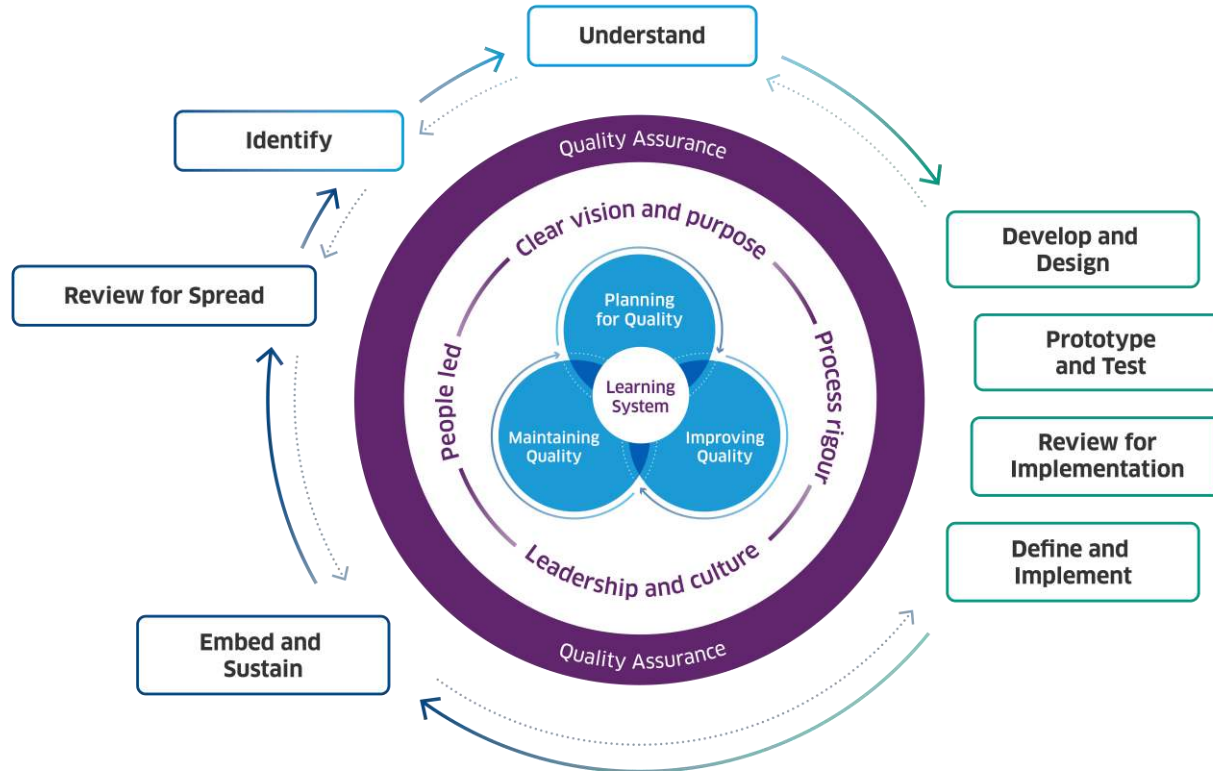 Understand
Identify
Review for Spread
Embed and
Sustain
Develop and
Design
Prototype
and Test
Review for
Implementation
Define and
Implement
Quality Assurance
Clear vision and purpose
People led
Process rigour
Leadership and culture
Planning
for Quality
Learning
System
Maintaining
Quality
Improving
Quality
Quality Assurance